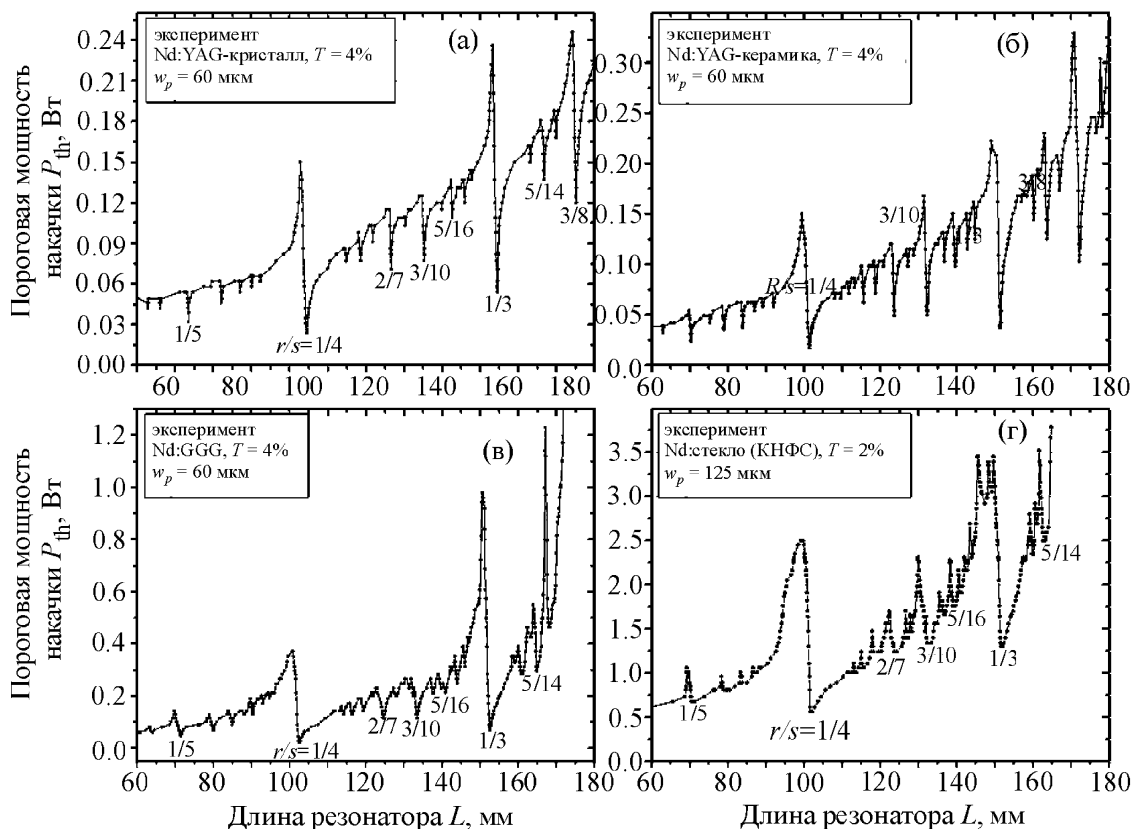 эксперимент
Nd:YAG-кристалл, T = 4%
w_p = 60 мкм
(а)
Пороговая мощность
накачки P_th, Вт
0.24
0.21
0.18
0.15
0.12
0.09
0.06
0.03
0.00
1/5
r/s=1/4
2/7
3/10
5/16
1/3
5/14
3/8
60 80 100 120 140 160 180
эксперимент
Nd:YAG-керамика, T = 4%
w_p = 60 мкм
(б)
0.30
0.25
0.20
0.15
0.10
0.05
0.00
R/s=1/4
3/10
3/8
60 80 100 120 140 160 180
эксперимент
Nd:GGG, T = 4%
w_p = 60 мкм
(в)
Пороговая мощность
накачки P_th, Вт
1.2
1.0
0.8
0.6
0.4
0.2
0.0
1/5
r/s=1/4
2/7
3/10
5/16
1/3
5/14
60 80 100 120 140 160 180
Длина резонатора L, мм
эксперимент
Nd:стекло (КНФС), T = 2%
w_p = 125 мкм
(г)
3.5
3.0
2.5
2.0
1.5
1.0
0.5
0.0
1/5
r/s=1/4
2/7
3/10
5/16
1/3
5/14
60 80 100 120 140 160 180
Длина резонатора L, мм